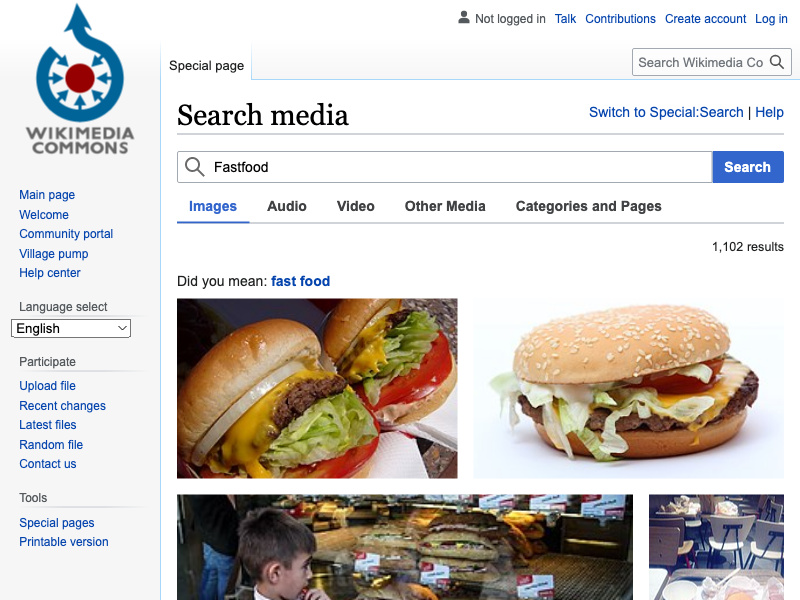 Not logged in Talk Contributions Create account Log in
Special page
Search Wikimedia Co
WIKIMEDIA
COMMONS
Search media
Switch to Special:Search | Help
Fastfood
Search
Images Audio Video Other Media Categories and Pages
1,102 results
Did you mean: fast food
Main page
Welcome
Community portal
Village pump
Help center
Language select
English
Participate
Upload file
Recent changes
Latest files
Random file
Contact us
Tools
Special pages
Printable version